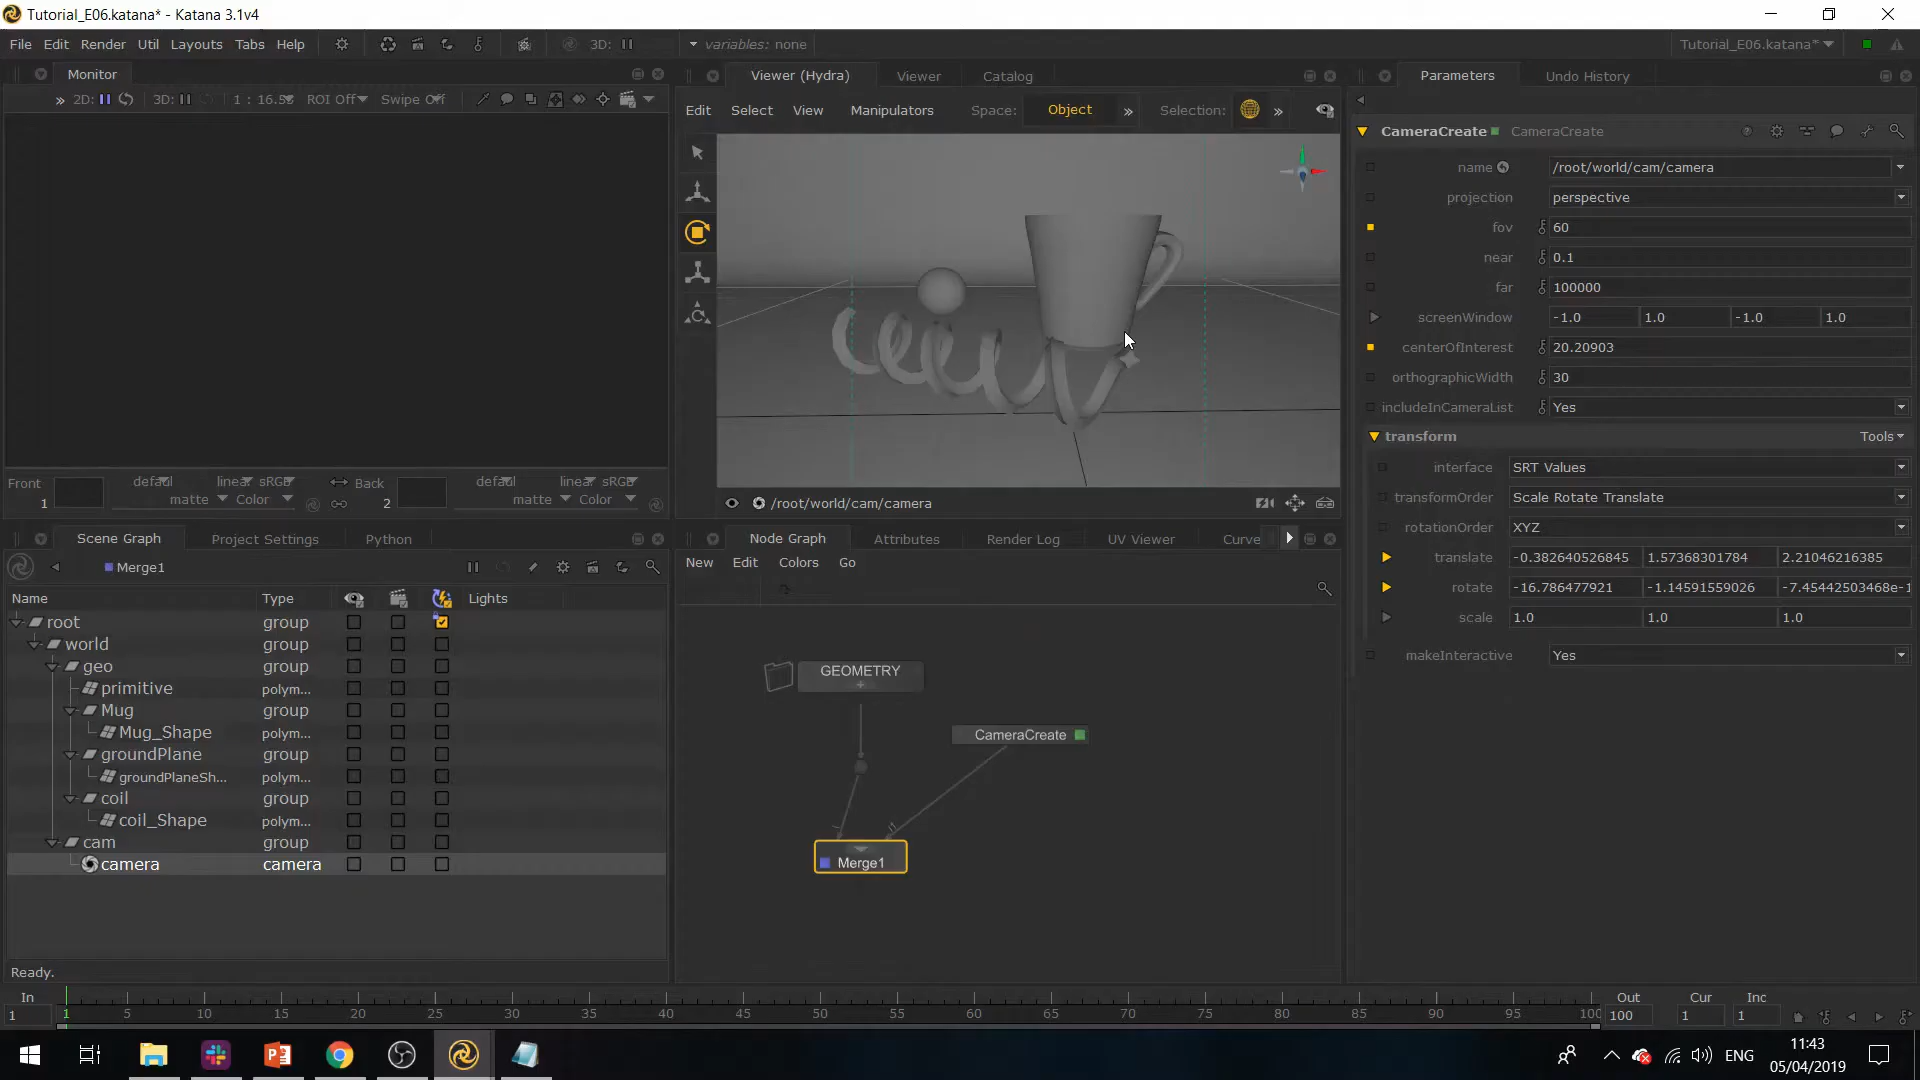 Tutorial_E06.katana* - Katana 3.1v4
File Edit Render Util Layouts Tabs Help 3D: variables: none Tutorial_E06.katana*
Monitor
2D: 3D: 1 : 16.5 ROI Off Swipe Off
Front defaul linear sRGB Back defaul linear sRGB
1 matte Color 2 matte Color
Viewer (Hydra) Viewer Catalog
Edit Select View Manipulators Space: Object » Selection: »
/root/world/cam/camera
Parameters Undo History
CameraCreate CameraCreate
name /root/world/cam/camera
projection perspective
fov 60
near 0.1
far 100000
screenWindow -1.0 1.0 -1.0 1.0
centerOfInterest 20.20903
orthographicWidth 30
includeInCameraList Yes
transform Tools
interface SRT Values
transformOrder Scale Rotate Translate
rotationOrder XYZ
translate -0.382640526845 1.57368301784 2.21046216385
rotate -16.786477921 -1.14591559026 -7.45442503468e-1
scale 1.0 1.0 1.0
makeInteractive Yes
Scene Graph Project Settings Python
Merge1
Name Type Lights
root group
world group
geo group
primitive polym...
Mug group
Mug_Shape polym...
groundPlane group
groundPlaneSh... polym...
coil group
coil_Shape polym...
cam group
camera camera
Ready.
Node Graph Attributes Render Log UV Viewer Curve
New Edit Colors Go
GEOMETRY
CameraCreate
Merge1
In Out Cur Inc
1 1 5 10 15 20 25 30 35 40 45 50 55 60 65 70 75 80 85 90 95 100 100 1 1
ENG
11:43
05/04/2019